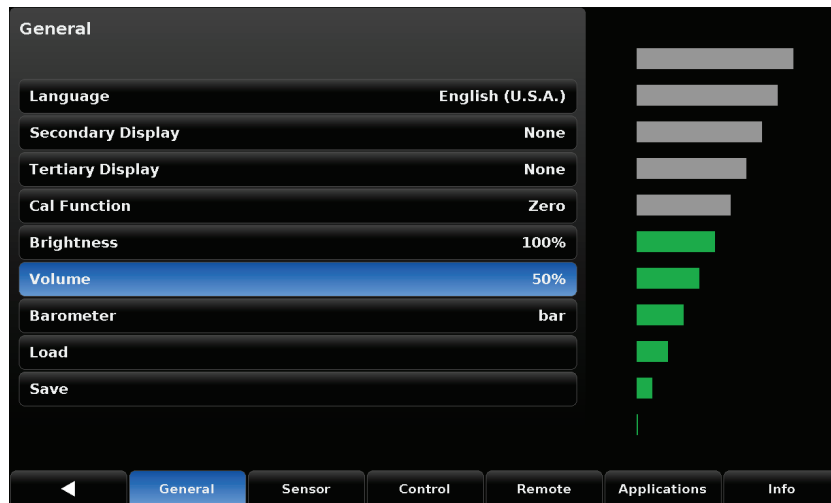 General
Language English (U.S.A.)
Secondary Display None
Tertiary Display None
Cal Function Zero
Brightness 100%
Volume 50%
Barometer bar
Load
Save
General Sensor Control Remote Applications Info